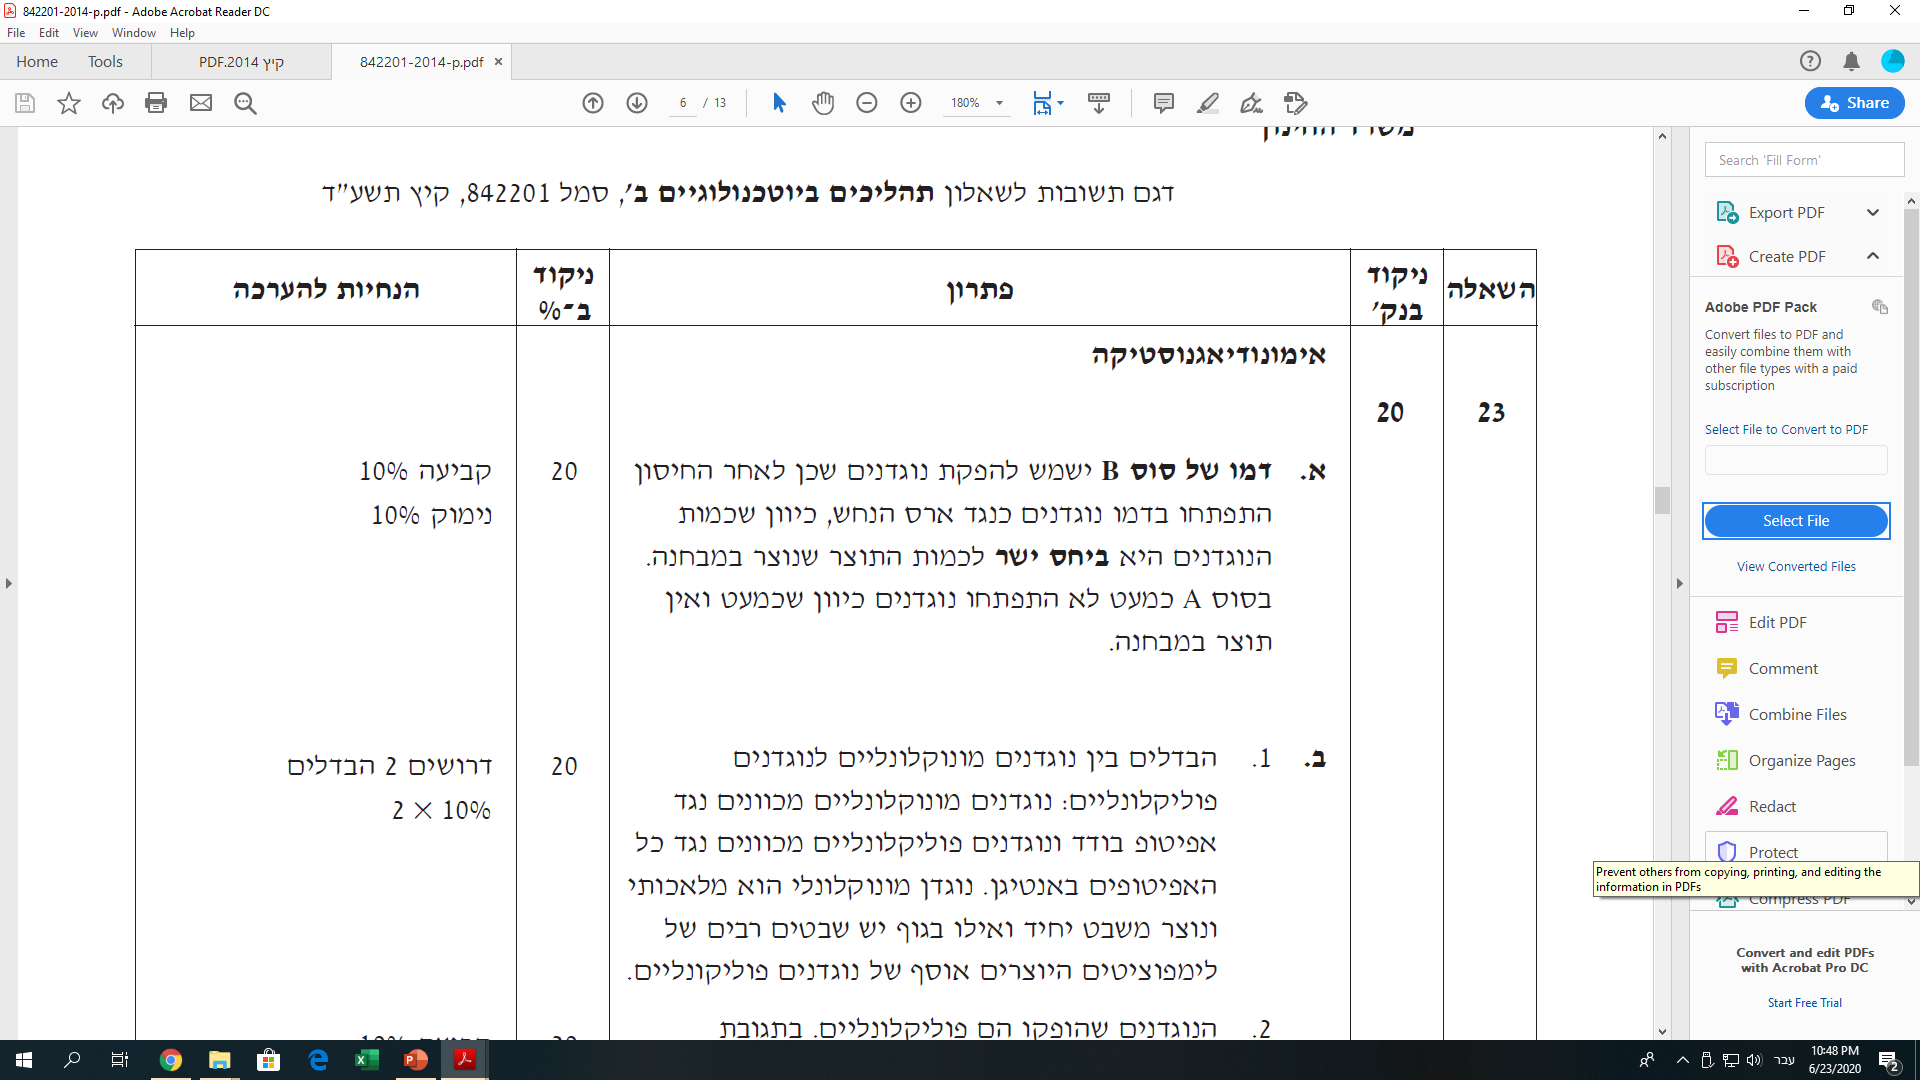 842201-2014-p.pdf - Adobe Acrobat Reader DC
File Edit View Window Help
Home Tools קיץ 2014.PDF 842201-2014-p.pdf ×
6 / 13 180% Share
משרד החינוך
דגם תשובות לשאלון תהליכים ביוטכנולוגיים ב', סמל 842201, קיץ תשע"ד
השאלה
ניקוד בנק'
פתרון
ניקוד ב־%
הנחיות להערכה
אימונודיאגנוסטיקה
23 20
א. דמו של סוס B ישמש להפקת נוגדנים שכן לאחר החיסון 20 קביעה 10%
התפתחו בדמו נוגדנים כנגד ארס הנחש, כיוון שכמות נימוק 10%
הנוגדנים היא ביחס ישר לכמות התוצר שנוצר במבחנה.
בסוס A כמעט לא התפתחו נוגדנים כיוון שכמעט ואין
תוצר במבחנה.
ב. 1. הבדלים בין נוגדנים מונוקלונליים לנוגדנים 20 דרושים 2 הבדלים
פוליקלונליים: נוגדנים מונוקלונליים מכוונים נגד 2 × 10%
אפיטופ בודד ונוגדנים פוליקלונליים מכוונים נגד כל
האפיטופים באנטיגן. נוגדן מונוקלונלי הוא מלאכותי
ונוצר משבט יחיד ואילו בגוף יש שבטים רבים של
לימפוציטים היוצרים אוסף של נוגדנים פוליקונליים.
2. הנוגדנים שהופקו הם פוליקלונליים. בתגובת
Search 'Fill Form'
Export PDF
Create PDF
Adobe PDF Pack
Convert files to PDF and
easily combine them with
other file types with a paid
subscription
Select File to Convert to PDF
Select File
View Converted Files
Edit PDF
Comment
Combine Files
Organize Pages
Redact
Protect
Prevent others from copying, printing, and editing the
information in PDFs
Compress PDF
Convert and edit PDFs
with Acrobat Pro DC
Start Free Trial
עבר
10:48 PM
6/23/2020
2